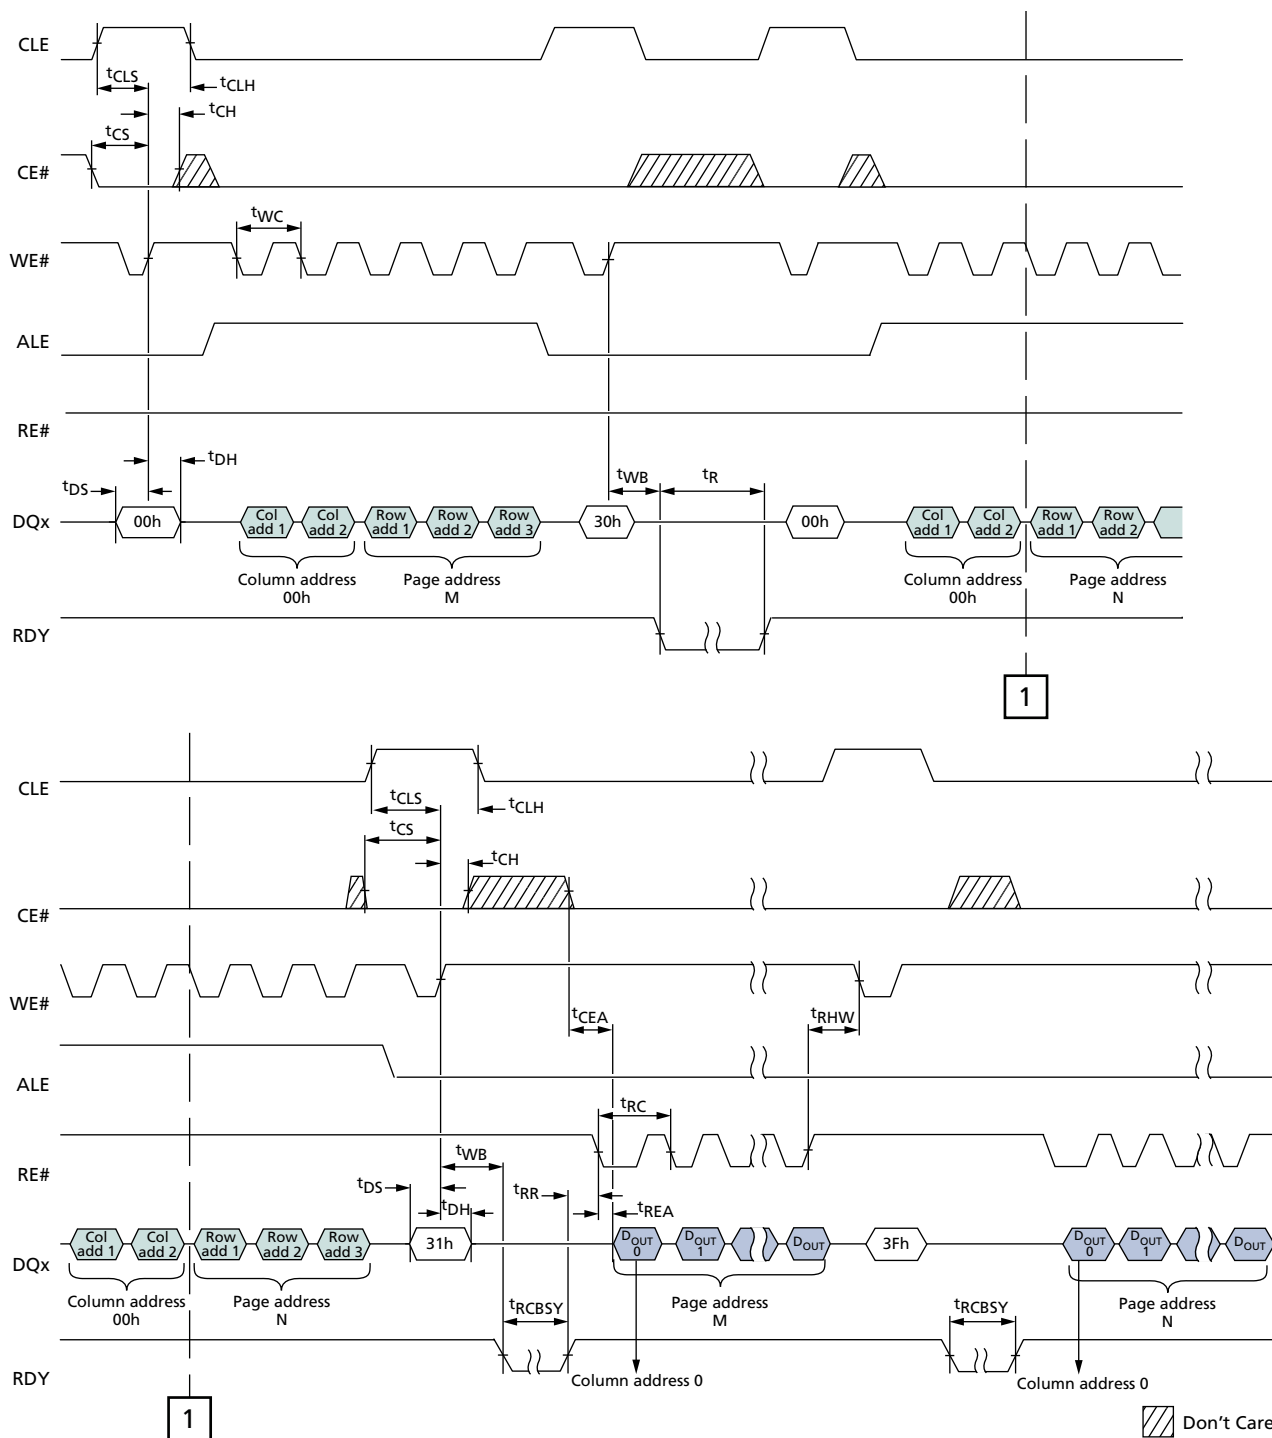 CLE
tCLS
tCLH
tCH
tCS
CE#
tWC
WE#
ALE
RE#
tDH
tDS
tWB
tR
DQx
00h
Col add 1
Col add 2
Row add 1
Row add 2
Row add 3
30h
00h
Col add 1
Col add 2
Row add 1
Row add 2
Column address
00h
Page address
M
Column address
00h
Page address
N
RDY
1
CLE
tCLS
tCLH
tCS
tCH
CE#
WE#
tCEA
tRHW
ALE
tRC
RE#
tWB
tDS
tRR
tDH
tREA
DQx
Col add 1
Col add 2
Row add 1
Row add 2
Row add 3
31h
DOUT 0
DOUT 1
DOUT
3Fh
DOUT 0
DOUT 1
DOUT
Column address
00h
Page address
N
tRCBSY
Page address
M
tRCBSY
Page address
N
RDY
Column address 0
Column address 0
1
Don't Care